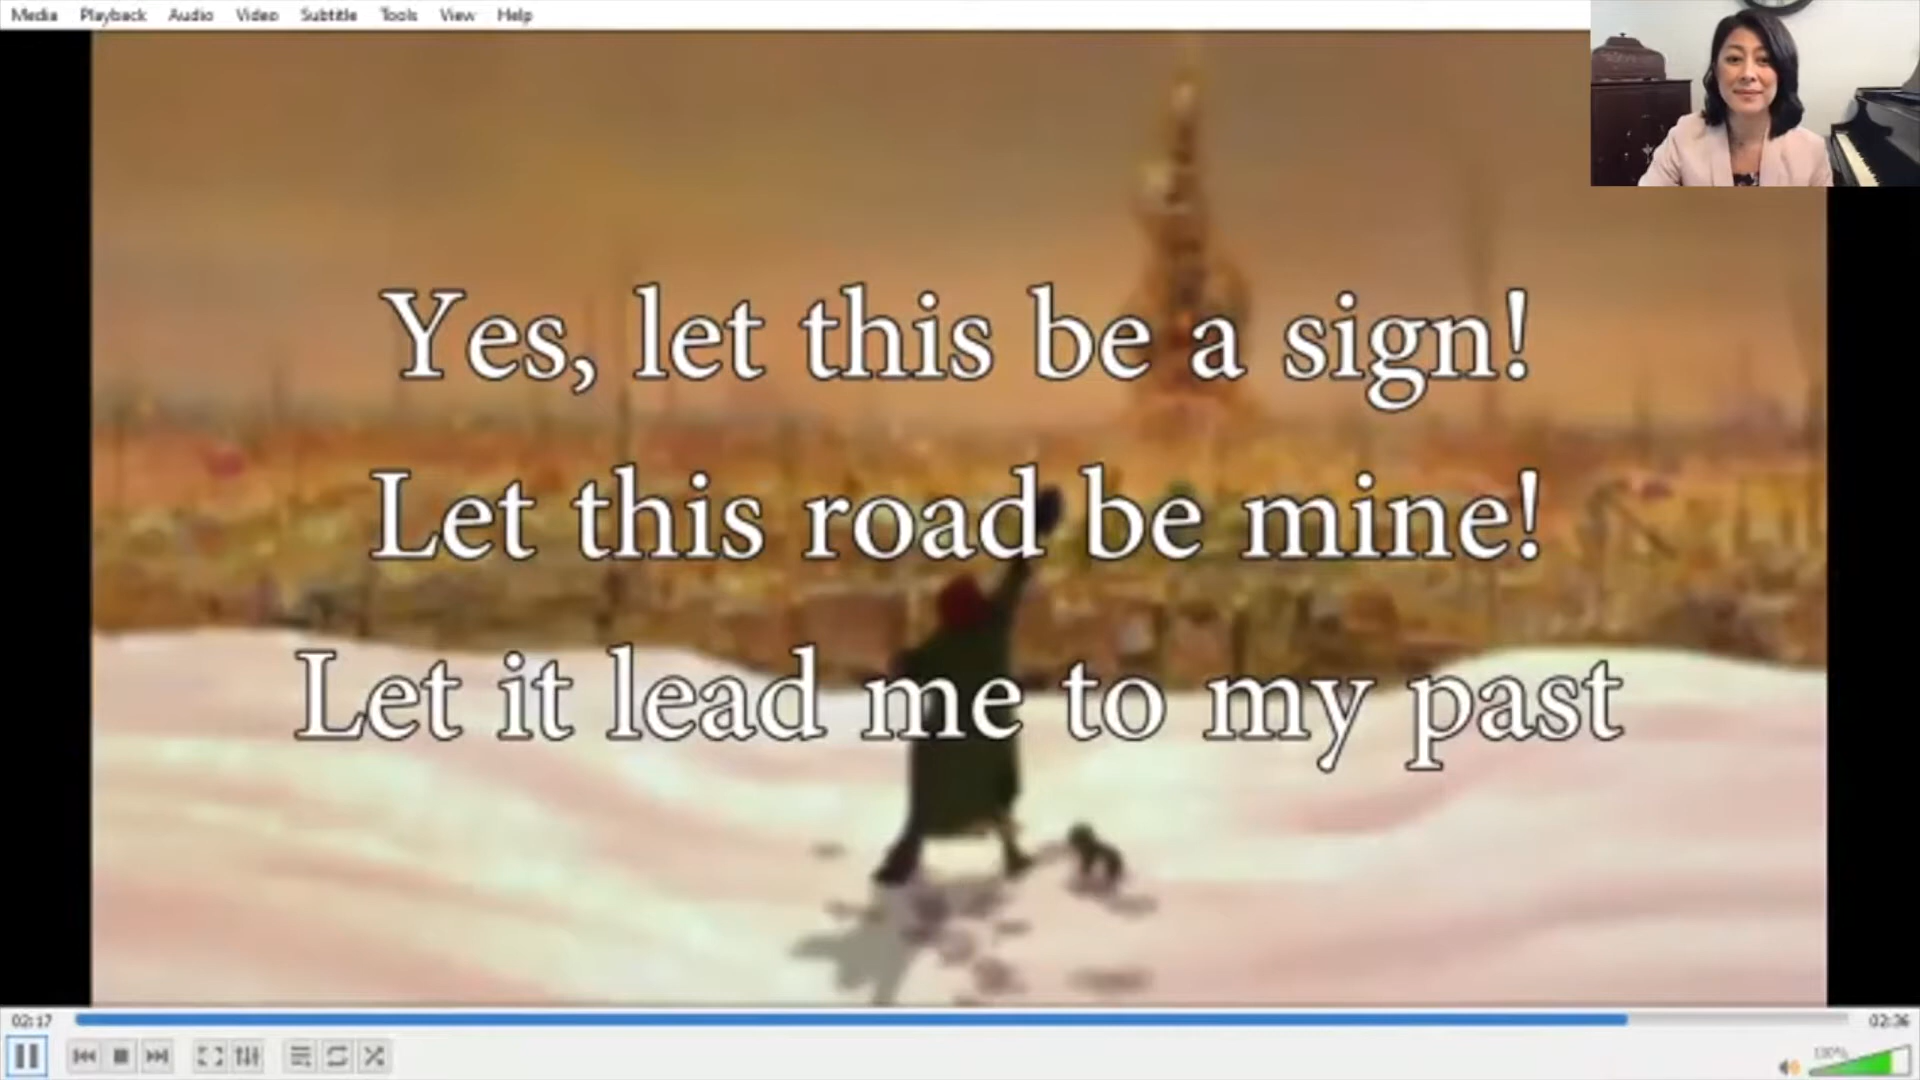 Media Playback Audio Video Subtitle Tools View Help
Yes, let this be a sign!
Let this road be mine!
Let it lead me to my past
02:17 02:36
130%